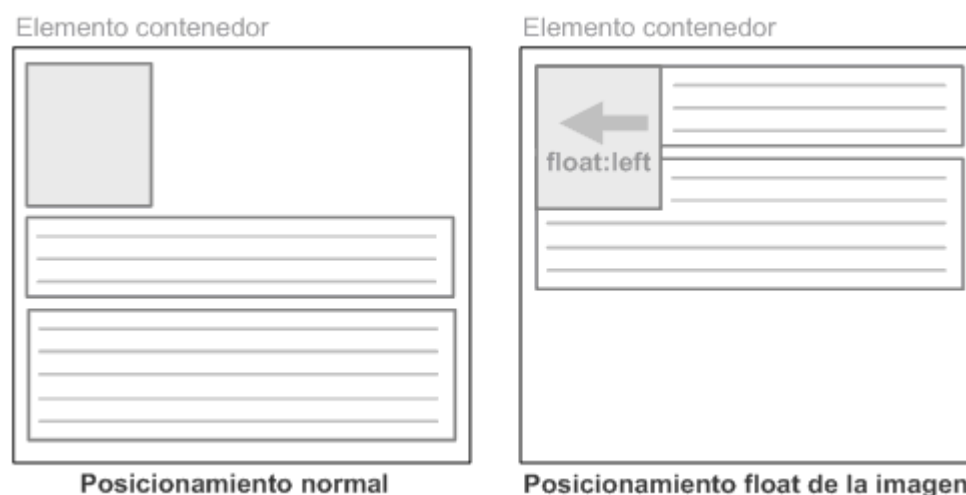 Elemento contenedor
Elemento contenedor
float:left
Posicionamiento normal
Posicionamiento float de la imagen